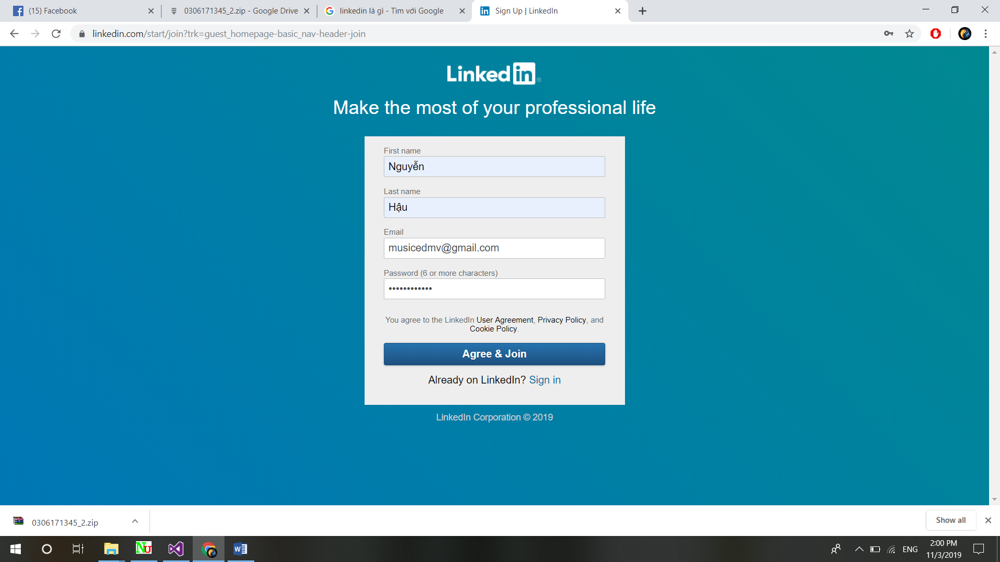 (15) Facebook
0306171345_2.zip - Google Drive
linkedin là gì - Tìm với Google
Sign Up | LinkedIn
linkedin.com/start/join?trk=guest_homepage-basic_nav-header-join
Linked in
Make the most of your professional life
First name
Nguyễn
Last name
Hậu
Email
musicedmv@gmail.com
Password (6 or more characters)
••••••••••••
You agree to the LinkedIn User Agreement, Privacy Policy, and
Cookie Policy.
Agree & Join
Already on LinkedIn? Sign in
LinkedIn Corporation © 2019
0306171345_2.zip
Show all
ENG
2:00 PM
11/3/2019